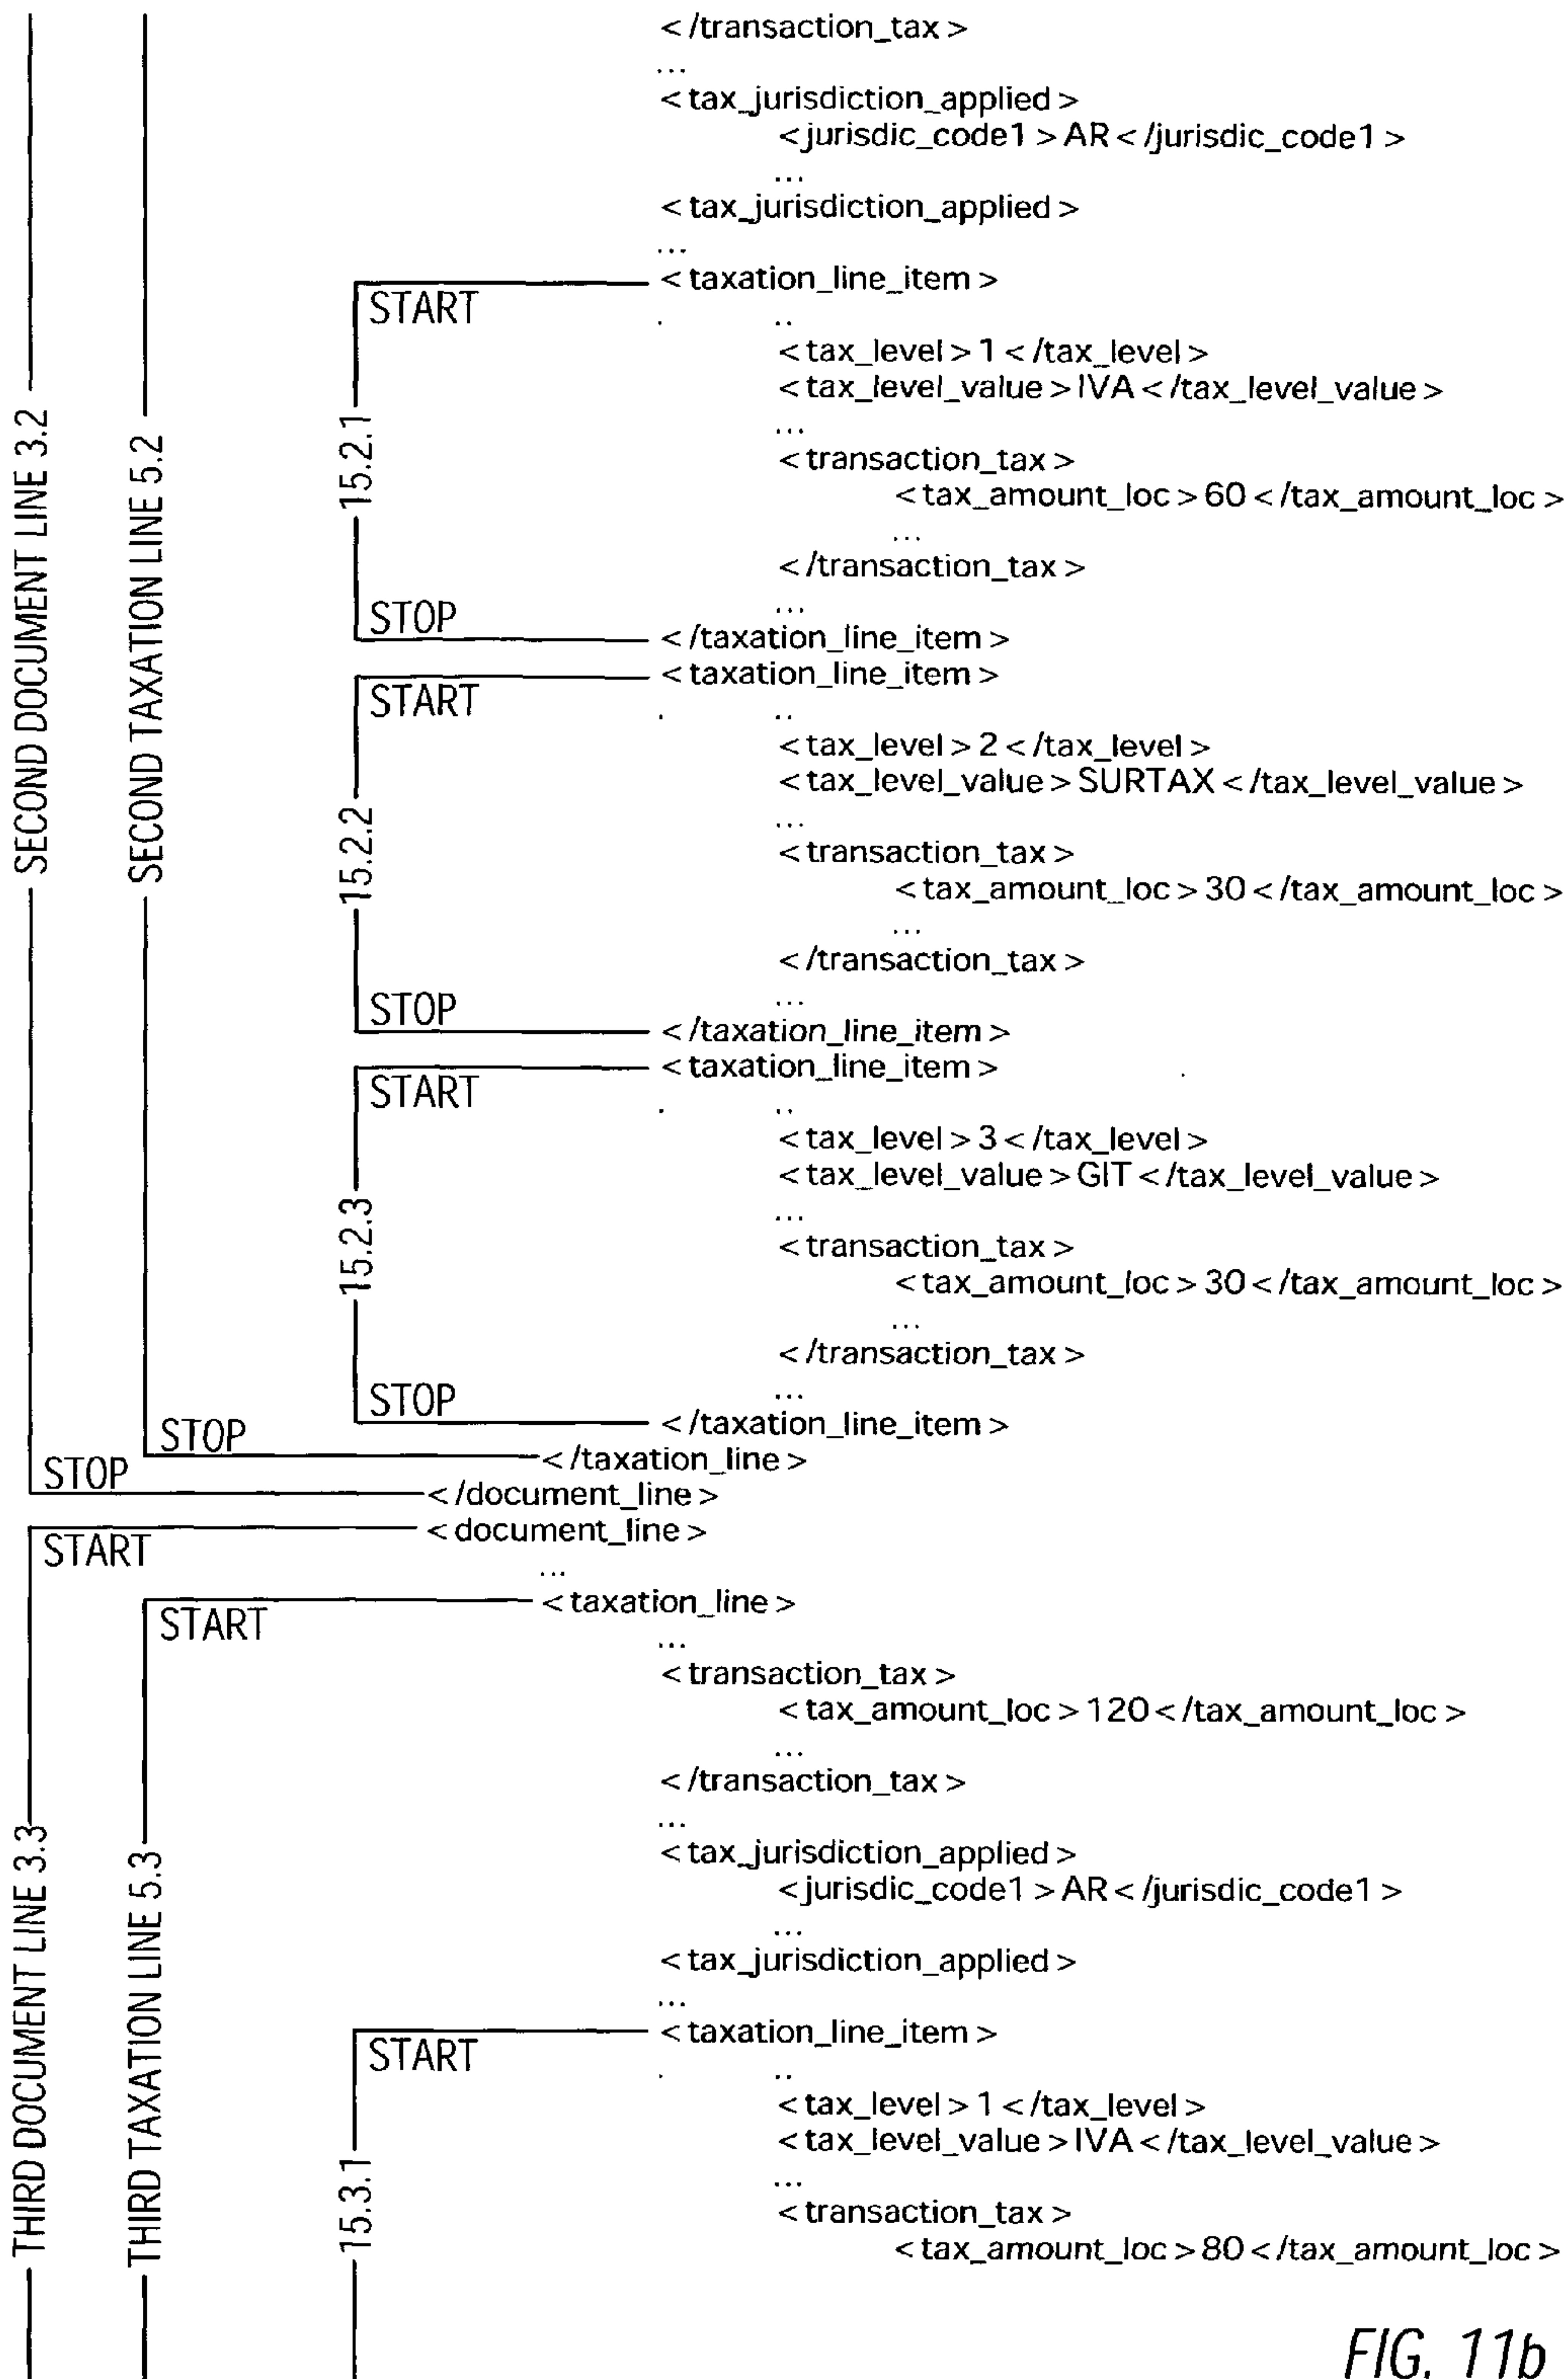 </transaction_tax>
...
<tax_jurisdiction_applied>
<jurisdic_code1>AR</jurisdic_code1>
...
<tax_jurisdiction_applied>
...
<taxation_line_item>
START
. ..
<tax_level>1</tax_level>
<tax_level_value>IVA</tax_level_value>
...
<transaction_tax>
<tax_amount_loc>60</tax_amount_loc>
...
</transaction_tax>
...
15.2.1
STOP
</taxation_line_item>
<taxation_line_item>
START
. ..
<tax_level>2</tax_level>
<tax_level_value>SURTAX</tax_level_value>
...
<transaction_tax>
<tax_amount_loc>30</tax_amount_loc>
...
</transaction_tax>
...
15.2.2
STOP
</taxation_line_item>
<taxation_line_item>
START
. ..
<tax_level>3</tax_level>
<tax_level_value>GIT</tax_level_value>
...
<transaction_tax>
<tax_amount_loc>30</tax_amount_loc>
...
</transaction_tax>
...
15.2.3
STOP
</taxation_line_item>
SECOND TAXATION LINE 5.2
STOP
</taxation_line>
SECOND DOCUMENT LINE 3.2
STOP
</document_line>
<document_line>
START
THIRD DOCUMENT LINE 3.3
...
<taxation_line>
START
THIRD TAXATION LINE 5.3
...
<transaction_tax>
<tax_amount_loc>120</tax_amount_loc>
...
</transaction_tax>
...
<tax_jurisdiction_applied>
<jurisdic_code1>AR</jurisdic_code1>
...
<tax_jurisdiction_applied>
...
<taxation_line_item>
START
. ..
<tax_level>1</tax_level>
<tax_level_value>IVA</tax_level_value>
...
<transaction_tax>
<tax_amount_loc>80</tax_amount_loc>
15.3.1
FIG. 11b